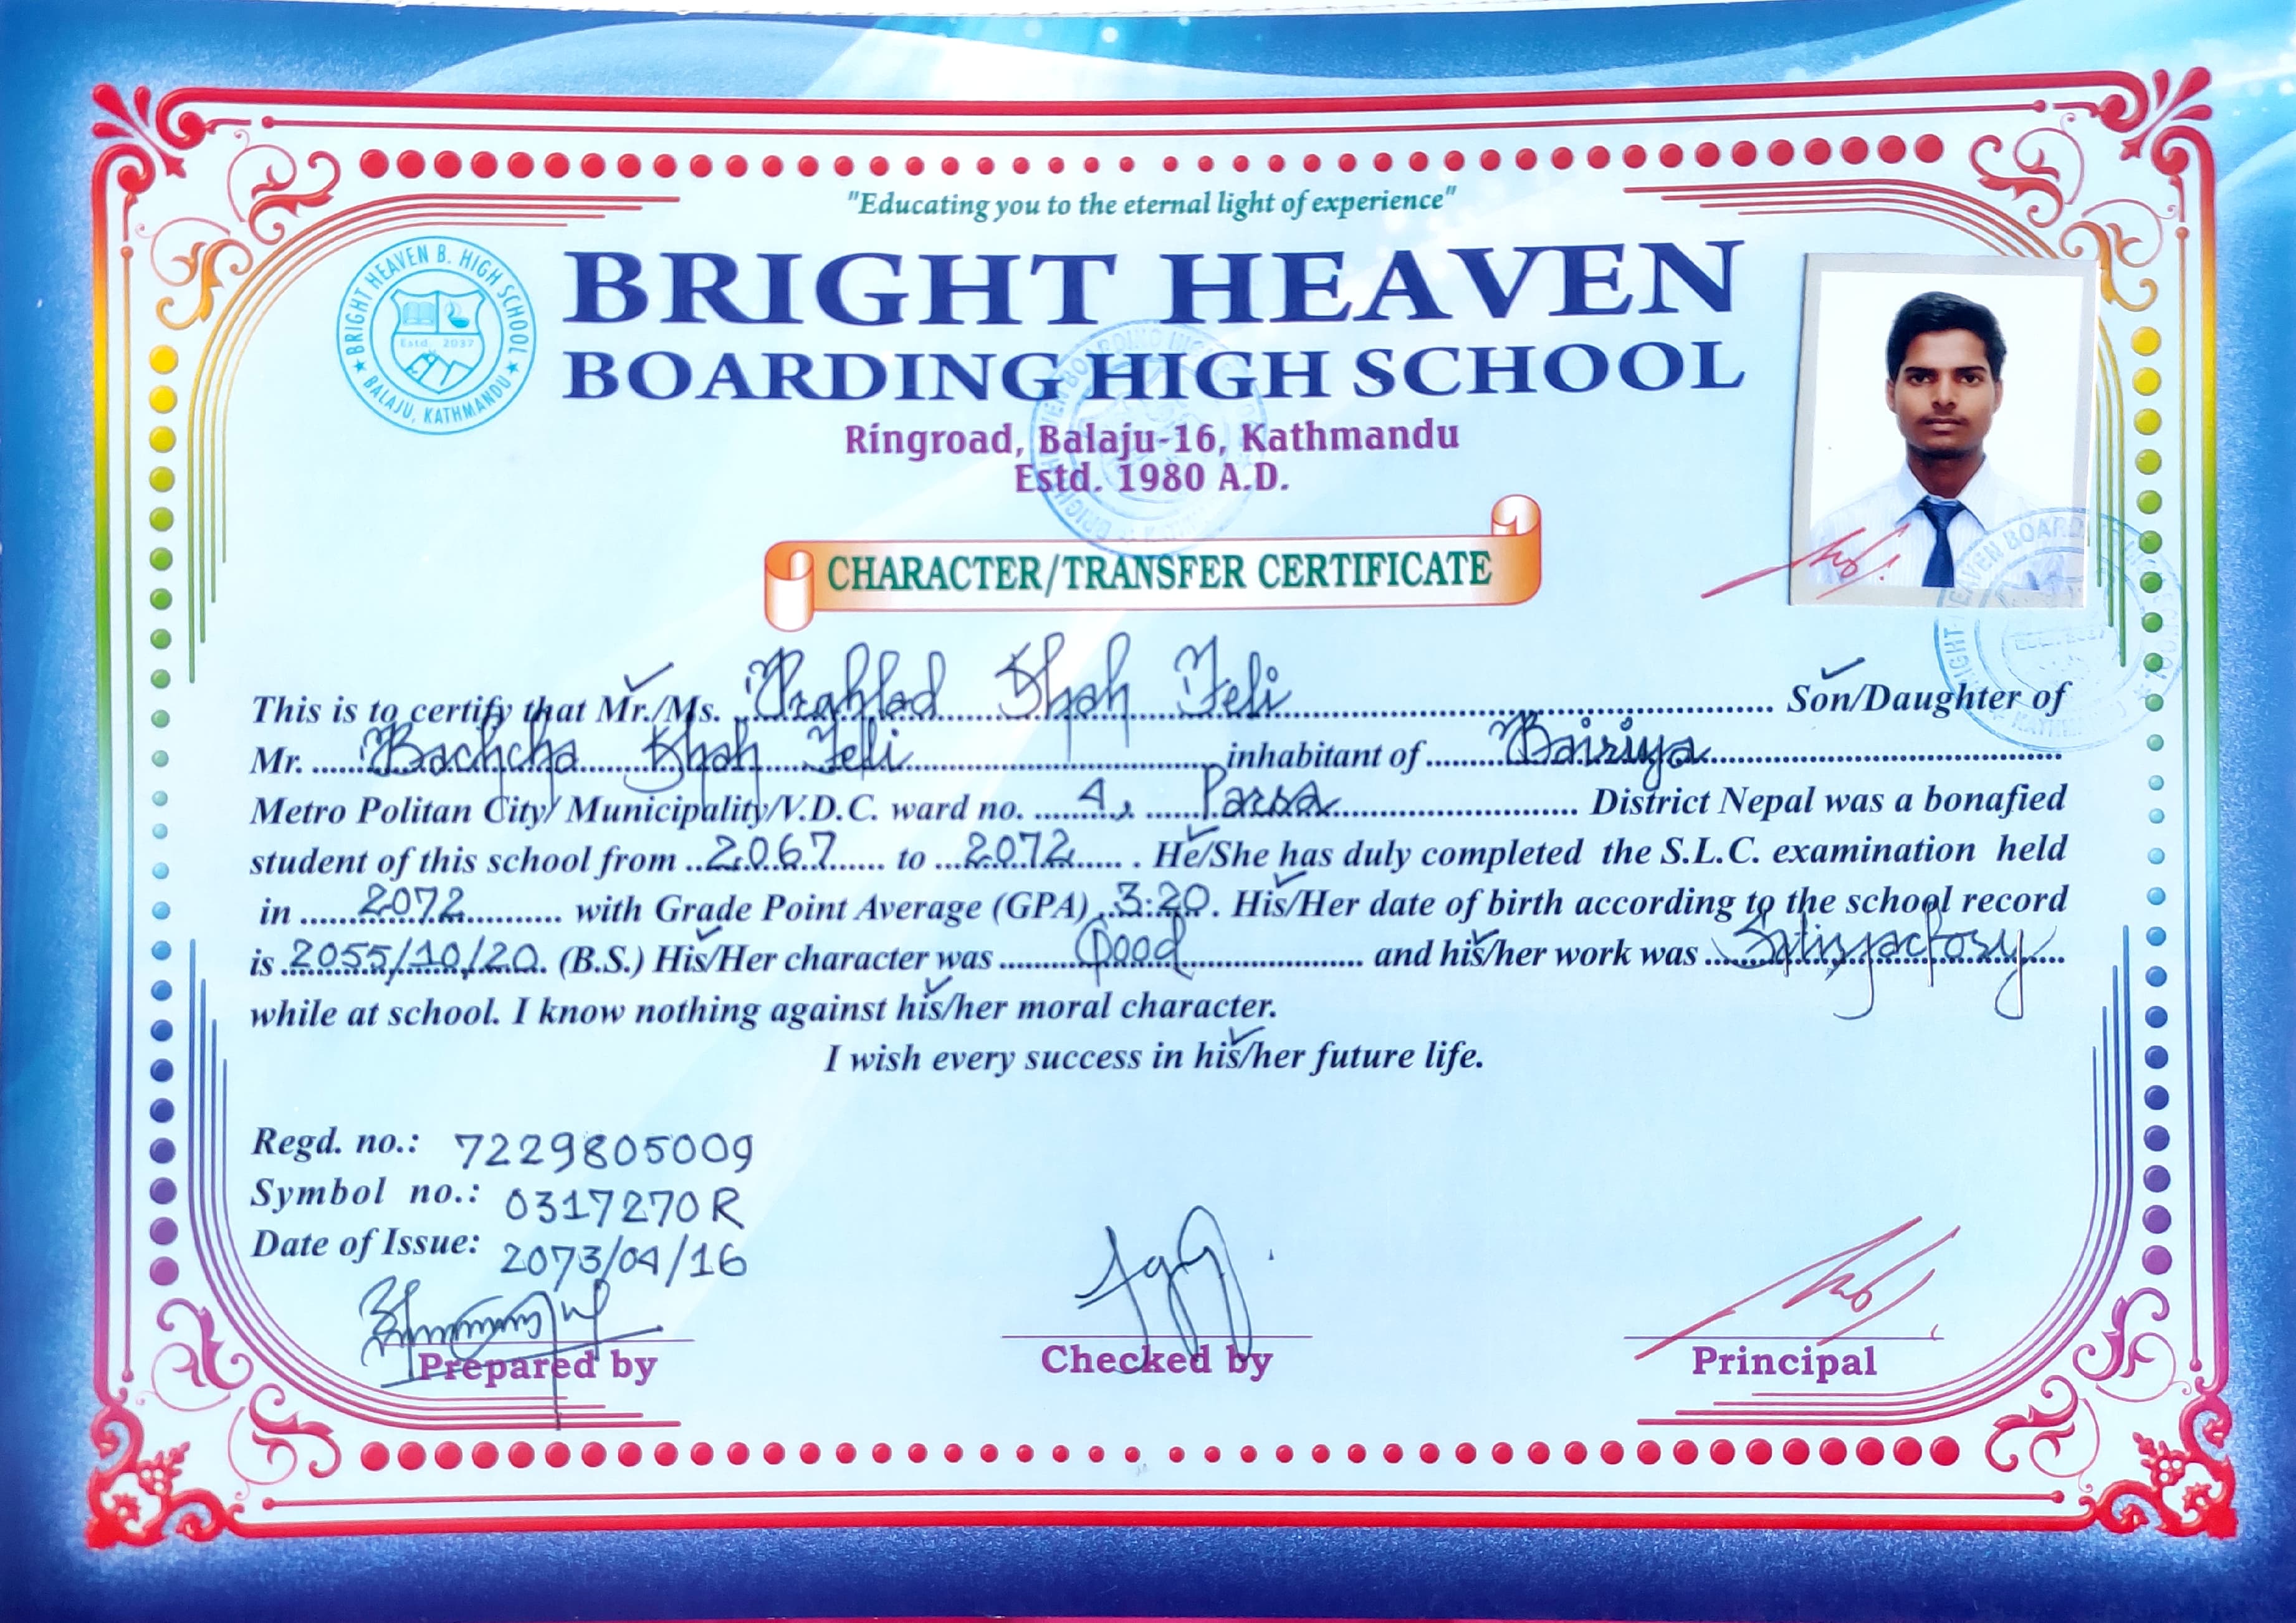 "Educating you to the eternal light of experience"
BRIGHT HEAVEN B. HIGH SCHOOL
Estd. 2037
BALAJU, KATHMANDU
BRIGHT HEAVEN
BOARDING HIGH SCHOOL
Ringroad, Balaju-16, Kathmandu
Estd. 1980 A.D.
CHARACTER/TRANSFER CERTIFICATE
This is to certify that Mr./Ms. Prahlad Shah Teli Son/Daughter of
Mr. Bachcha Shah Teli inhabitant of Bairiya
Metro Politan City/ Municipality/V.D.C. ward no. 4, Parsa District Nepal was a bonafied
student of this school from 2067 to 2072. He/She has duly completed the S.L.C. examination held
in 2072 with Grade Point Average (GPA) 3.20. His/Her date of birth according to the school record
is 2055/10/20. (B.S.) His/Her character was Good and his/her work was Satisfactory
while at school. I know nothing against his/her moral character.
I wish every success in his/her future life.
Regd. no.: 7229805009
Symbol no.: 0317270R
Date of Issue: 2073/04/16
Prepared by
Checked by
Principal